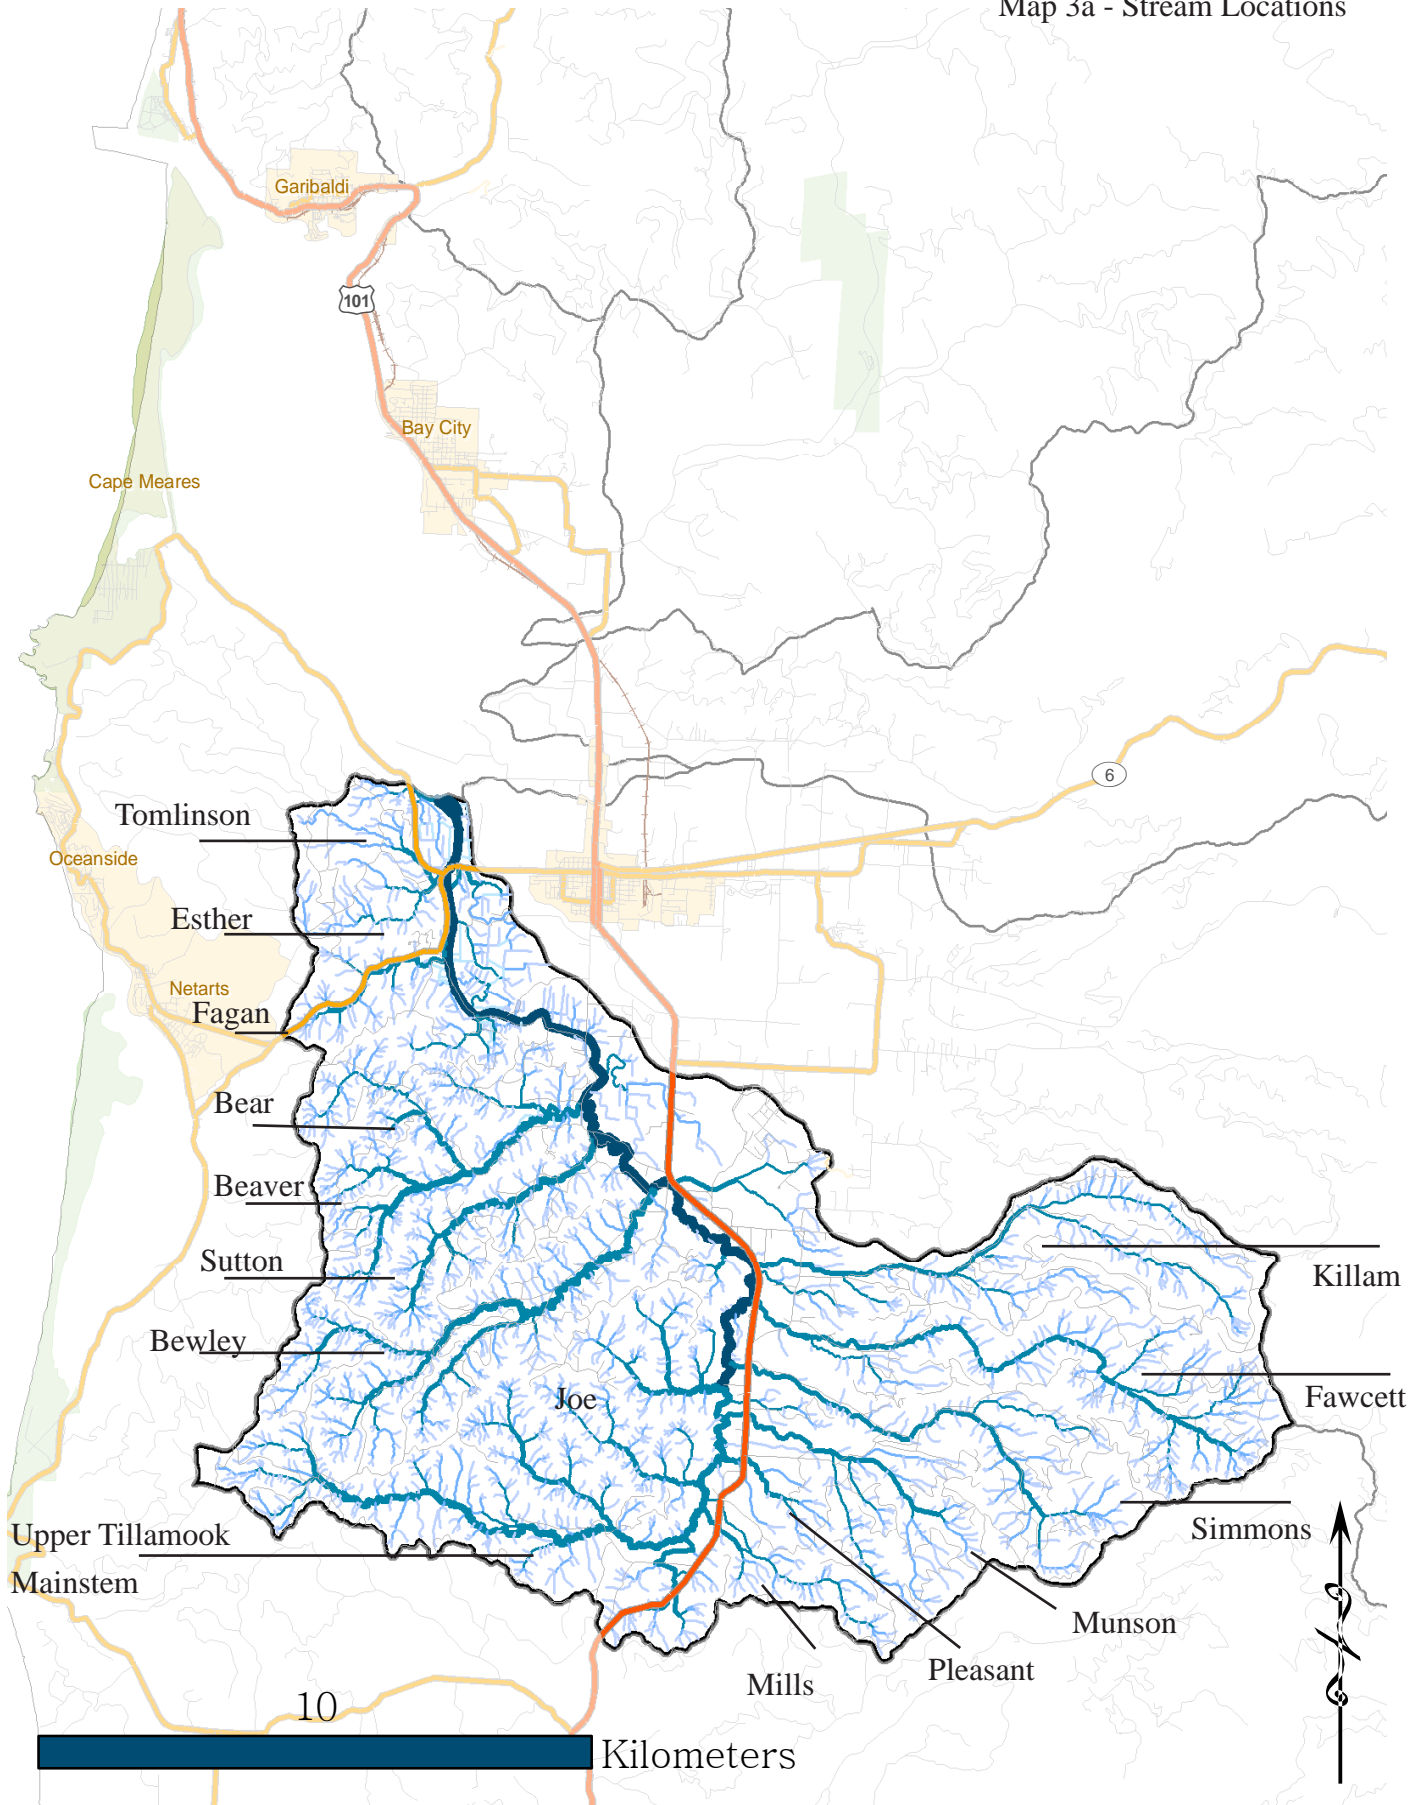 Map 3a - Stream Locations
Garibaldi
101
Bay City
Cape Meares
6
Tomlinson
Oceanside
Esther
Netarts
Fagan
Bear
Beaver
Sutton
Killam
Bewley
Joe
Fawcett
Simmons
Upper Tillamook
Mainstem
Munson
Pleasant
Mills
10
Kilometers